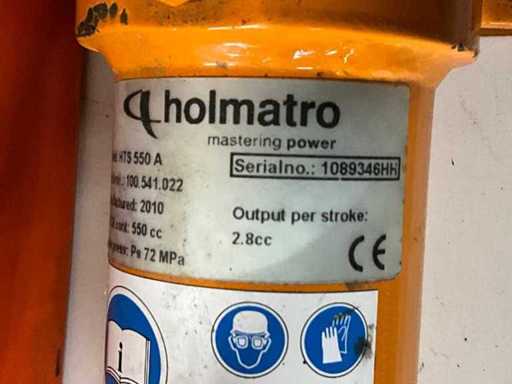 holmatro
mastering power
HTS 550 A
Serialno.: 1089346HH
100.541.022
2010
Output per stroke:
cont: 550 cc
2.8cc
72 MPa
CE
i